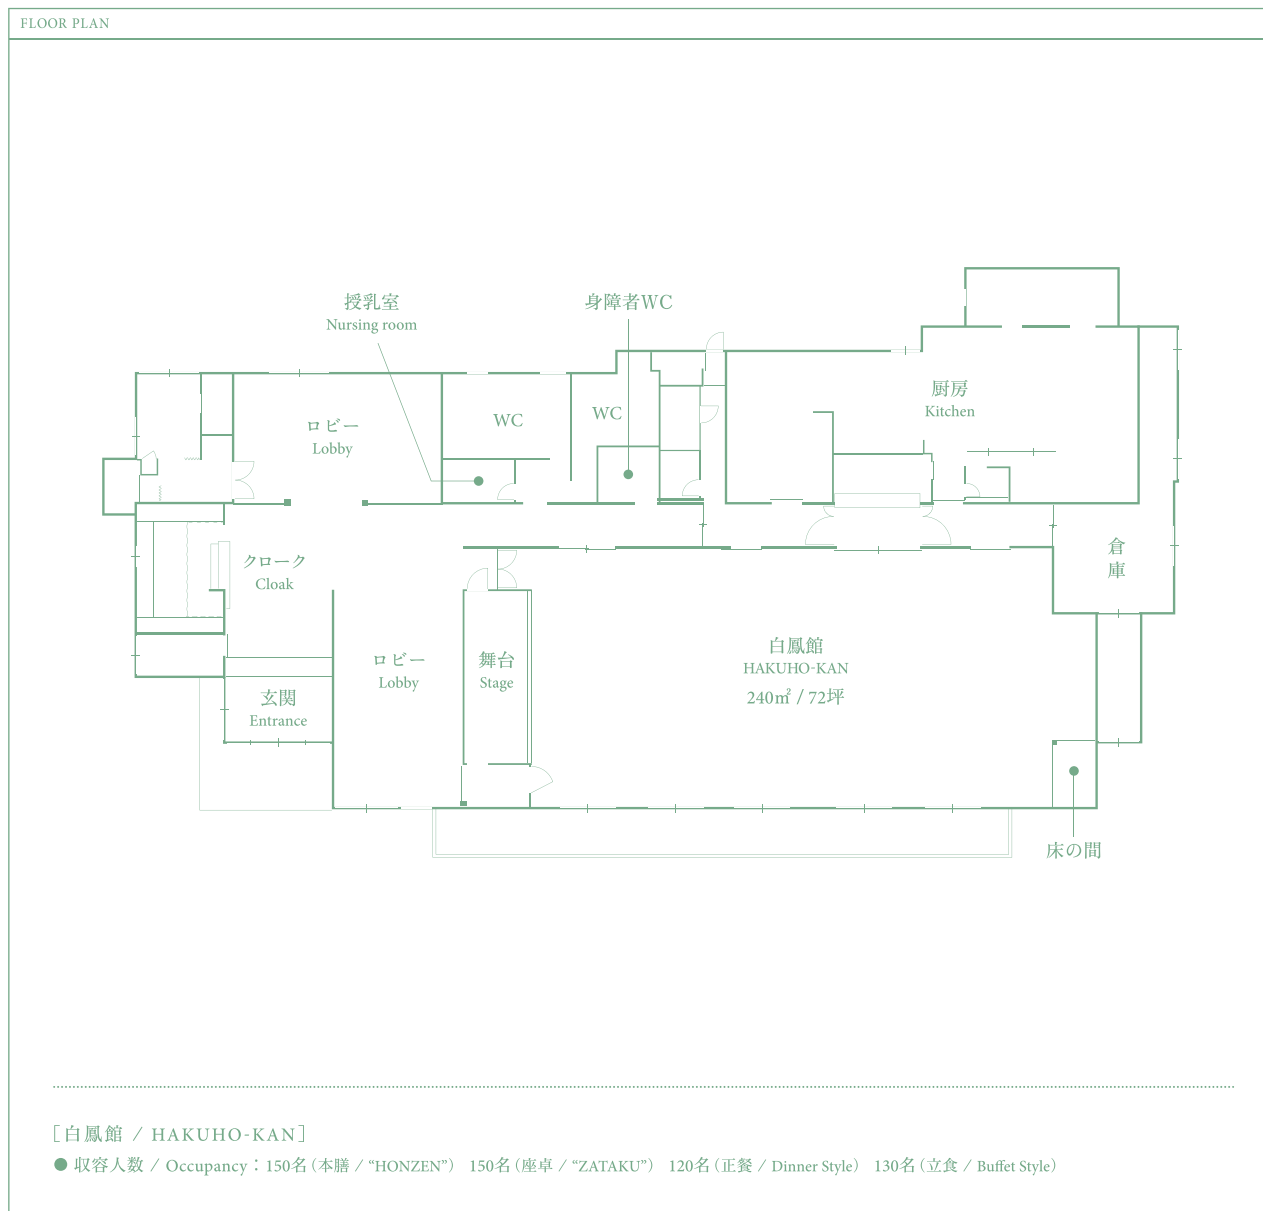 FLOOR PLAN
授乳室
Nursing room
身障者WC
厨房
Kitchen
ロビー
Lobby
WC
WC
クローク
Cloak
倉
庫
白鳳館
HAKUHO-KAN
240㎡ / 72坪
ロビー
Lobby
舞台
Stage
玄関
Entrance
床の間
[白鳳館 / HAKUHO-KAN]
● 収容人数 / Occupancy：150名（本膳 / “HONZEN”） 150名（座卓 / “ZATAKU”） 120名（正餐 / Dinner Style） 130名（立食 / Buffet Style）